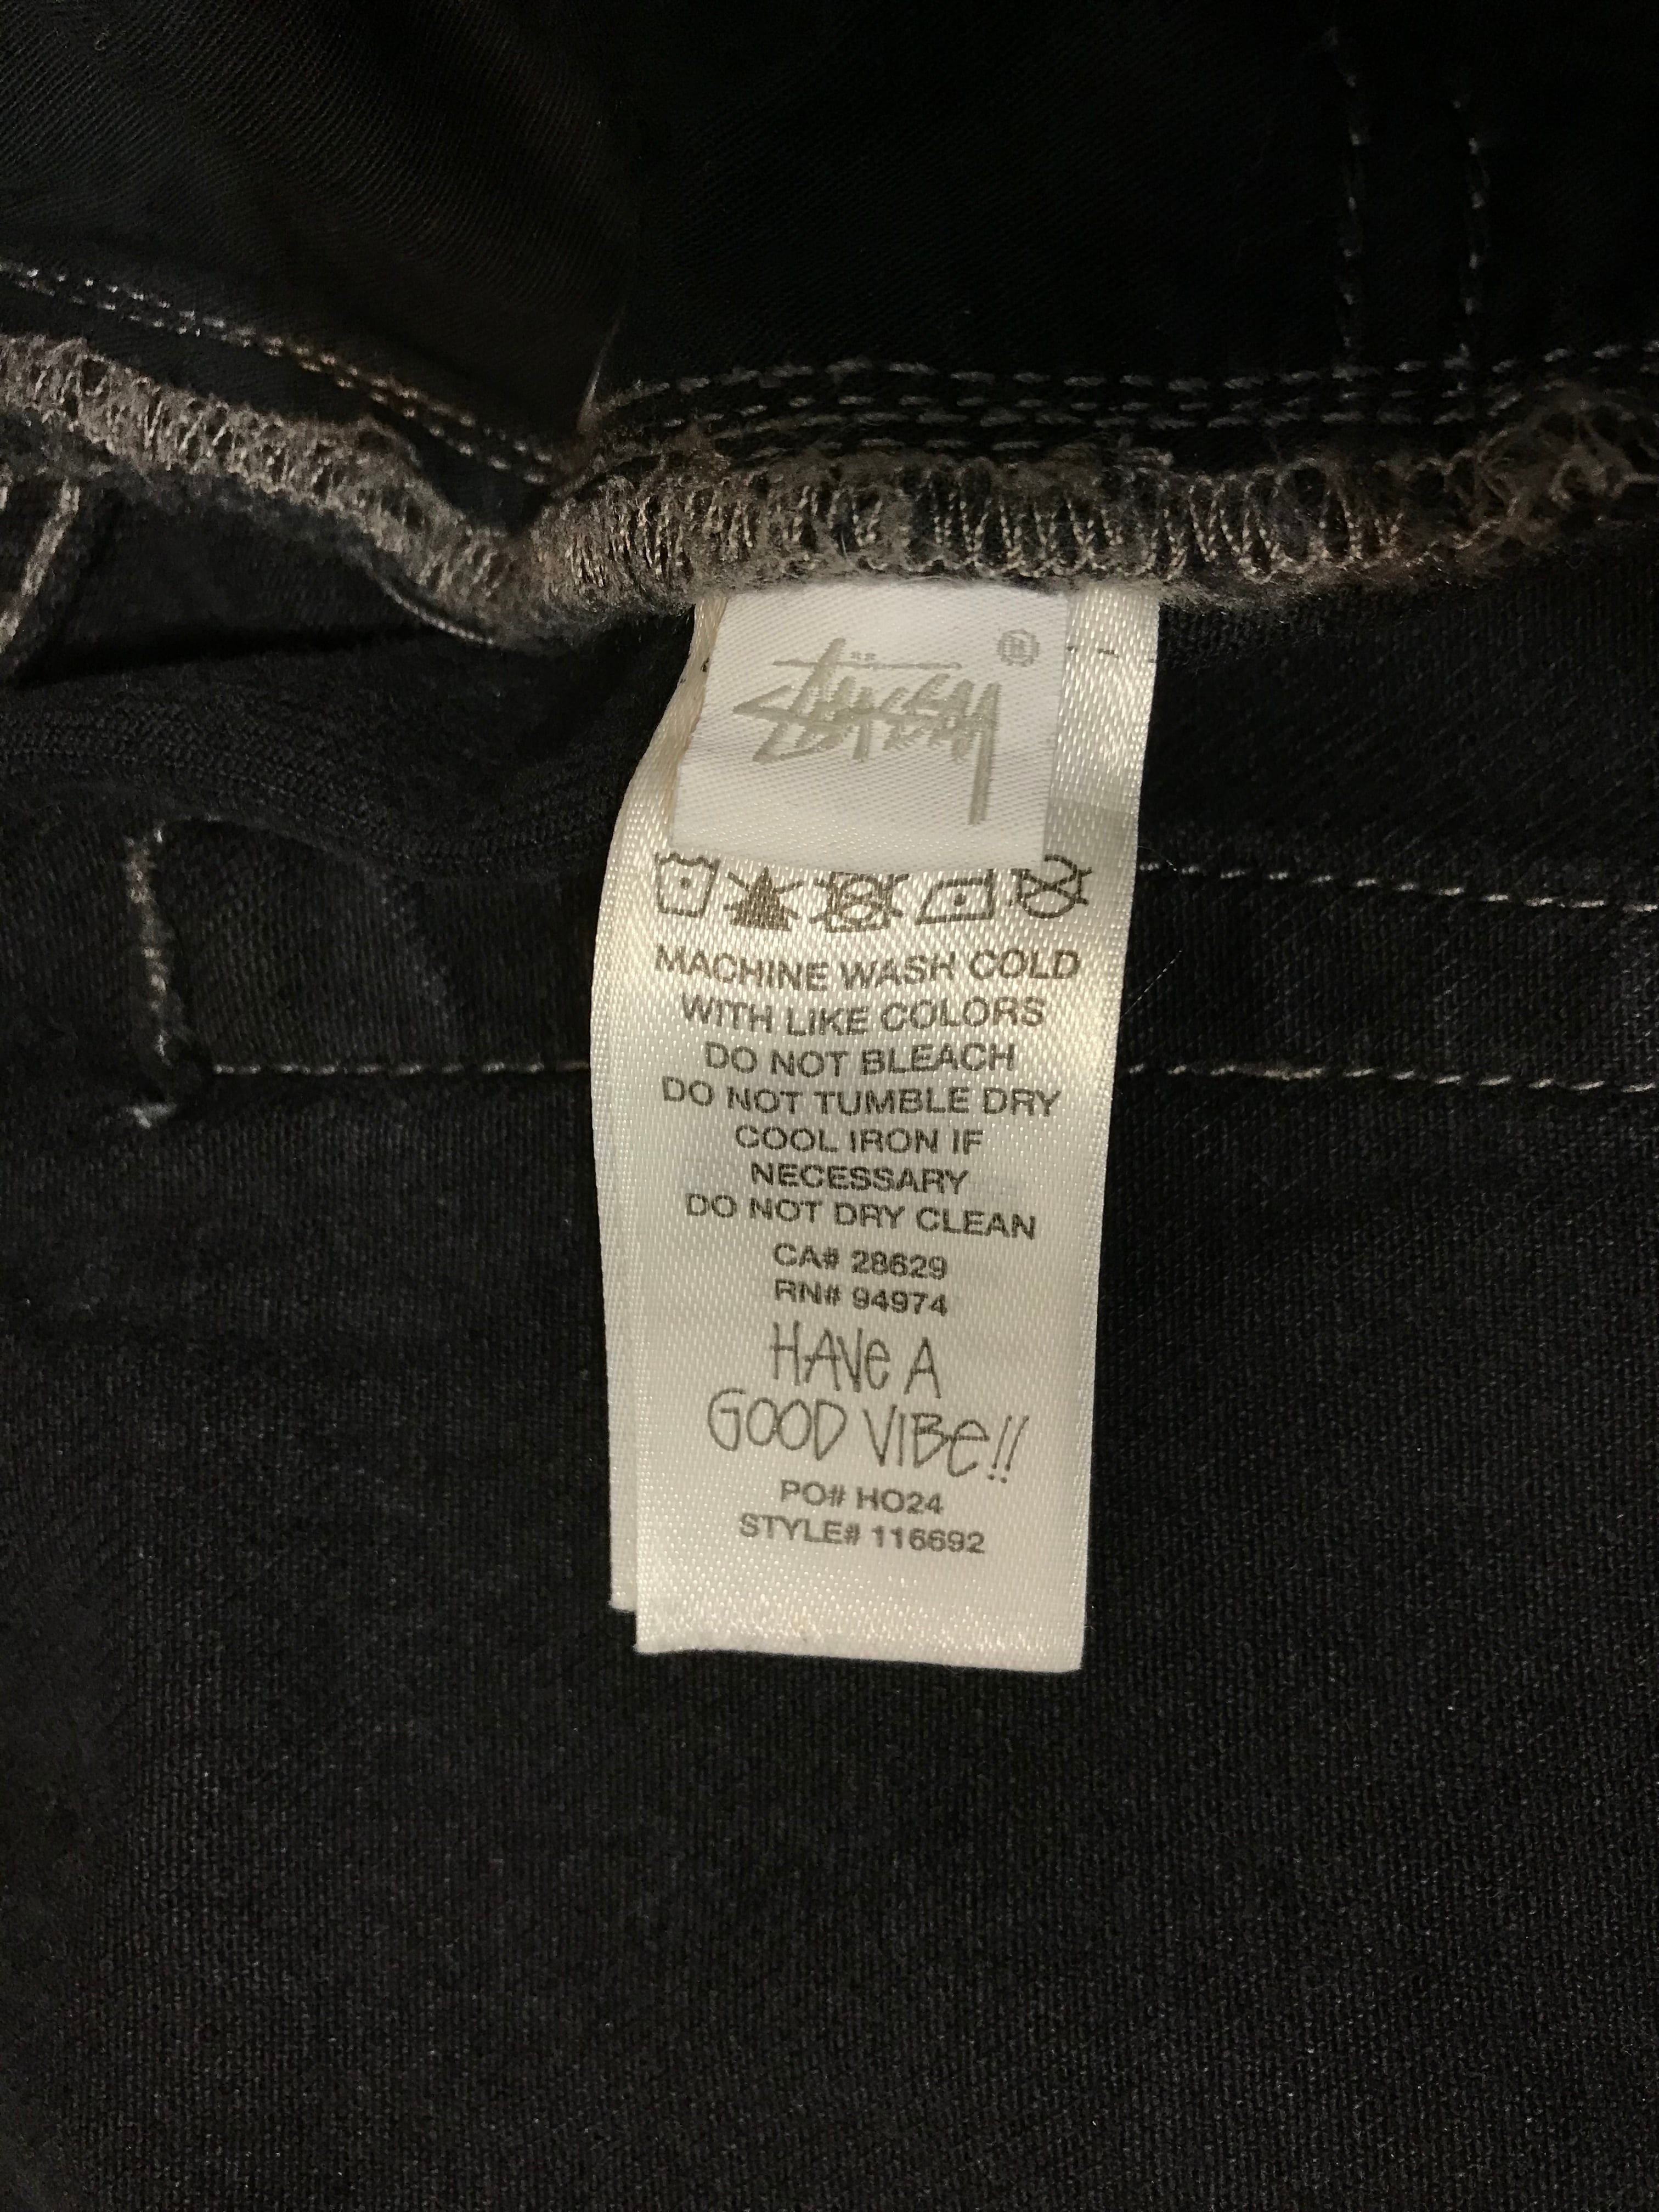 Stüssy ®
MACHINE WASH COLD
WITH LIKE COLORS
DO NOT BLEACH
DO NOT TUMBLE DRY
COOL IRON IF
NECESSARY
DO NOT DRY CLEAN
CA# 28629
RN# 94974
HAVe A
GOOD VIBe!!
PO# HO24
STYLE# 116692